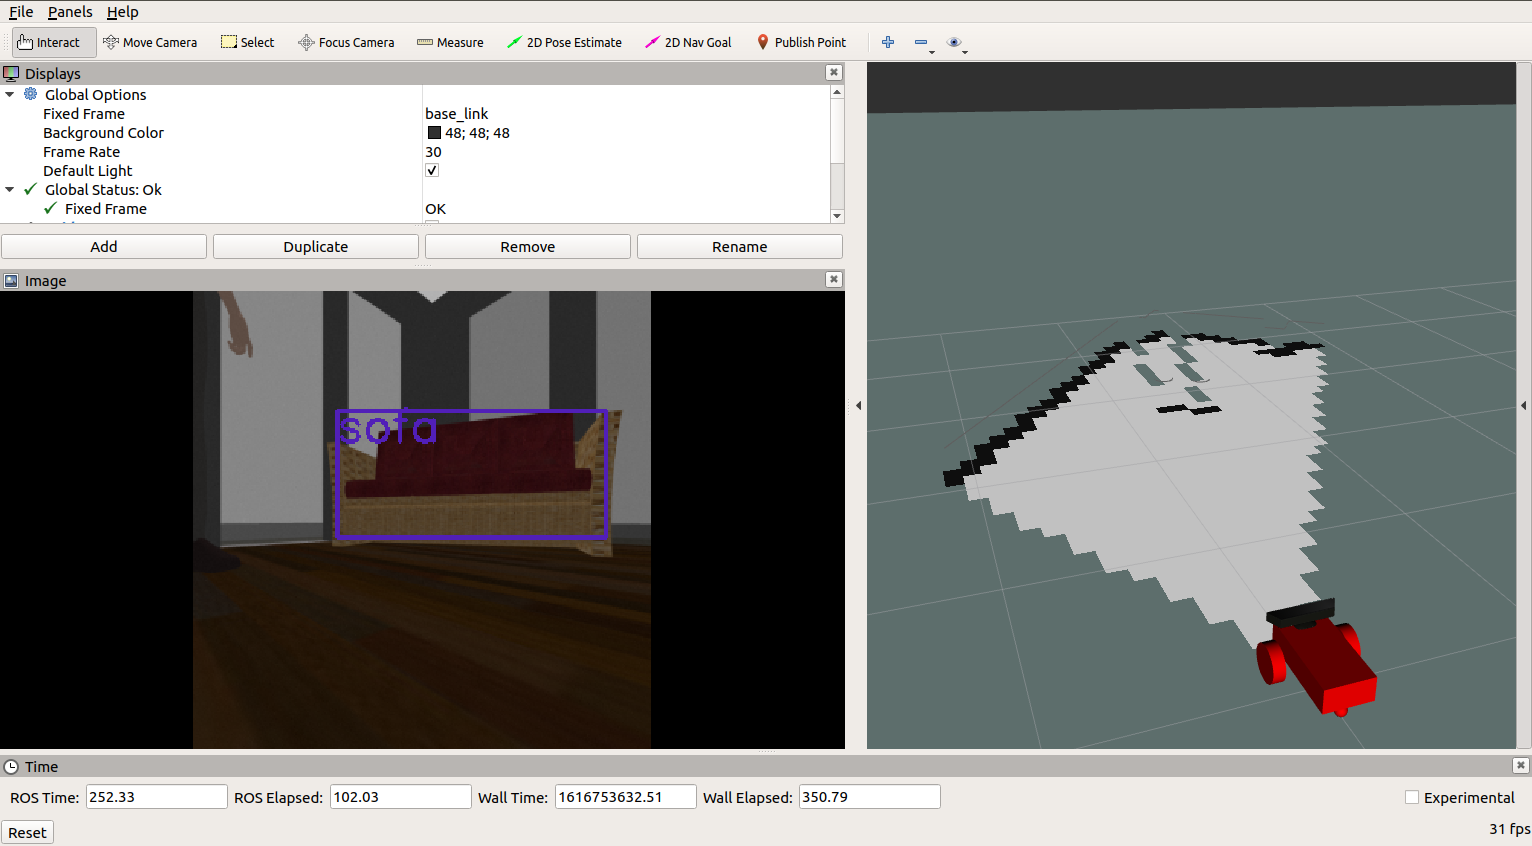 File Panels Help
Interact Move Camera Select Focus Camera Measure 2D Pose Estimate 2D Nav Goal Publish Point
Displays
Global Options
Fixed Frame base_link
Background Color 48; 48; 48
Frame Rate 30
Default Light
Global Status: Ok
Fixed Frame OK
Add Duplicate Remove Rename
Image
sofa
Time
ROS Time: 252.33 ROS Elapsed: 102.03 Wall Time: 1616753632.51 Wall Elapsed: 350.79 Experimental
Reset 31 fps